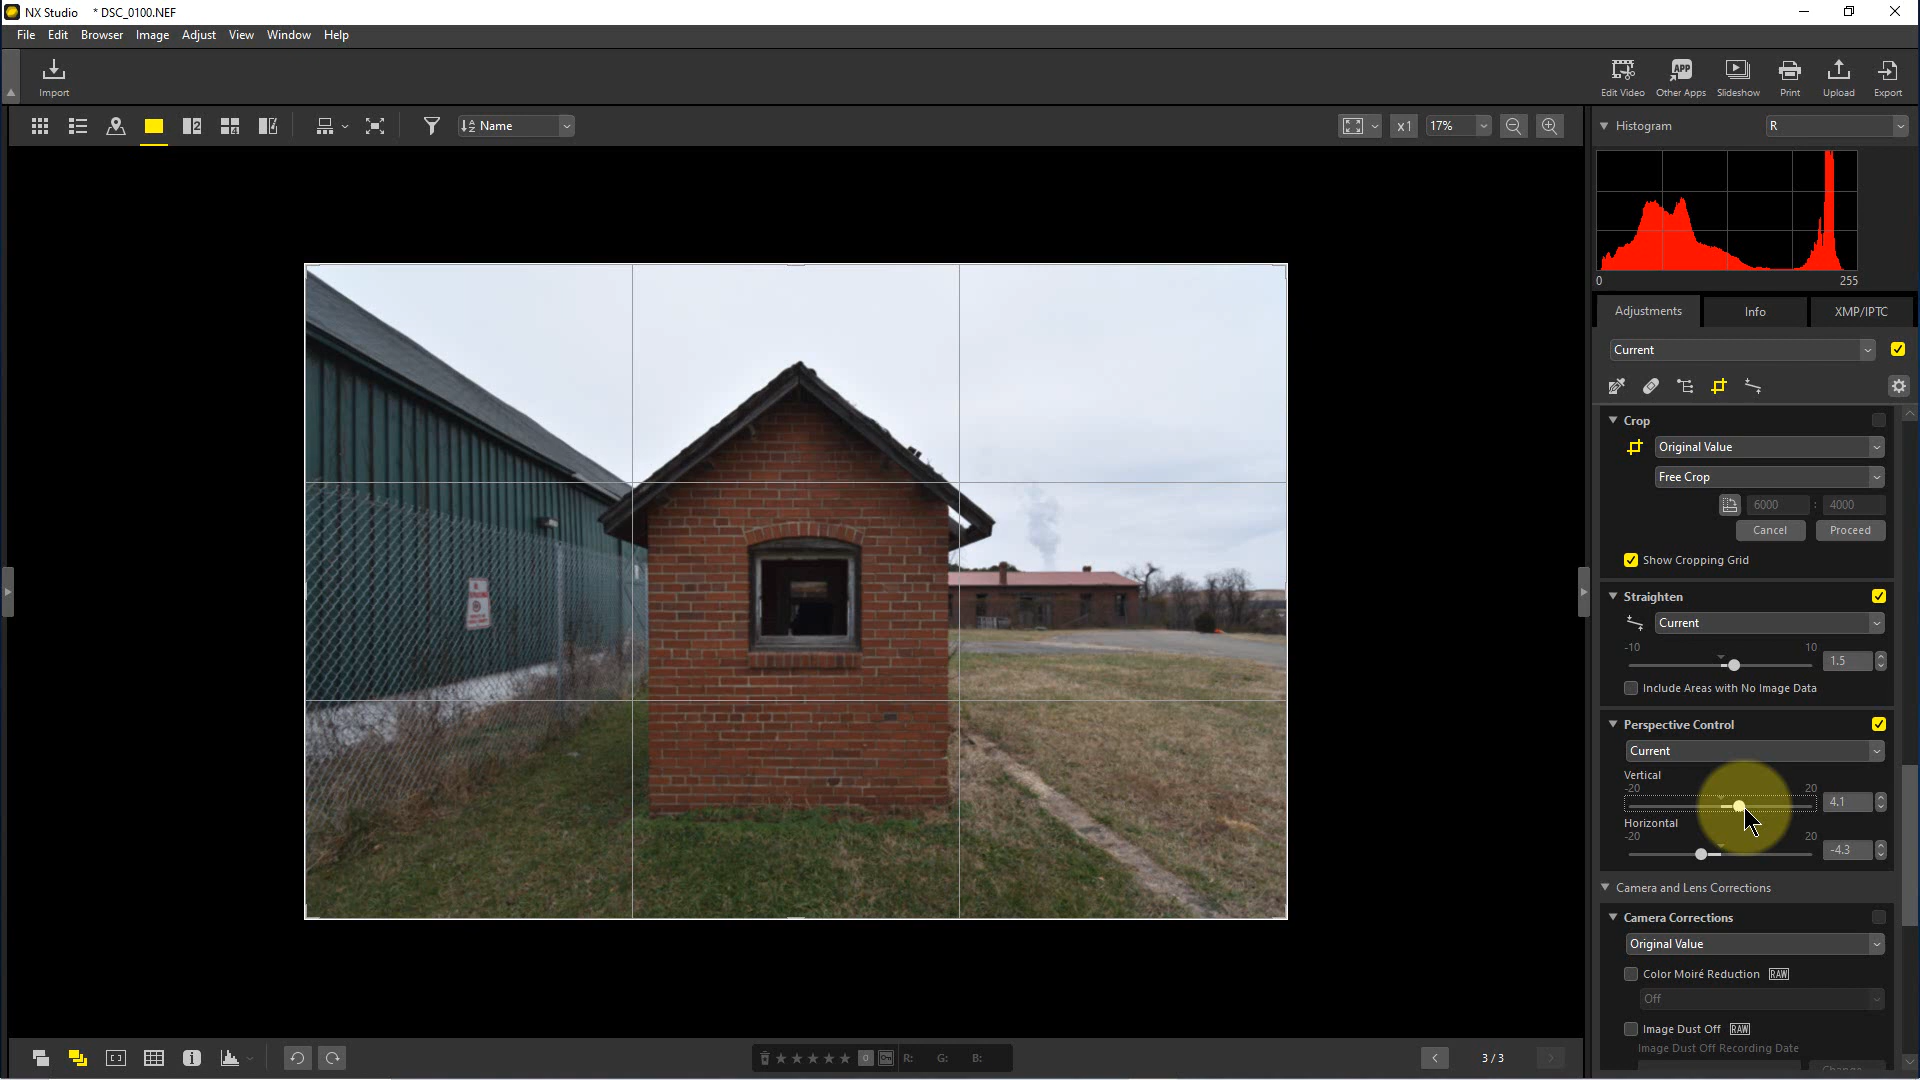 NX Studio * DSC_0100.NEF
File Edit Browser Image Adjust View Window Help
Import
Edit Video Other Apps Slideshow Print Upload Export
APP
2 Name x1 17%
4
Histogram R
0 255
Adjustments Info XMP/IPTC
Current
Crop
Original Value
Free Crop
6000 : 4000
Cancel Proceed
Show Cropping Grid
Straighten
Current
-10 10
1.5
Include Areas with No Image Data
Perspective Control
Current
Vertical
-20 20
4.1
Horizontal
-20 20
-4.3
Camera and Lens Corrections
Camera Corrections
Original Value
Color Moiré Reduction RAW
Off
Image Dust Off RAW
Image Dust Off Recording Date
Change
0 R: G: B:
3 / 3